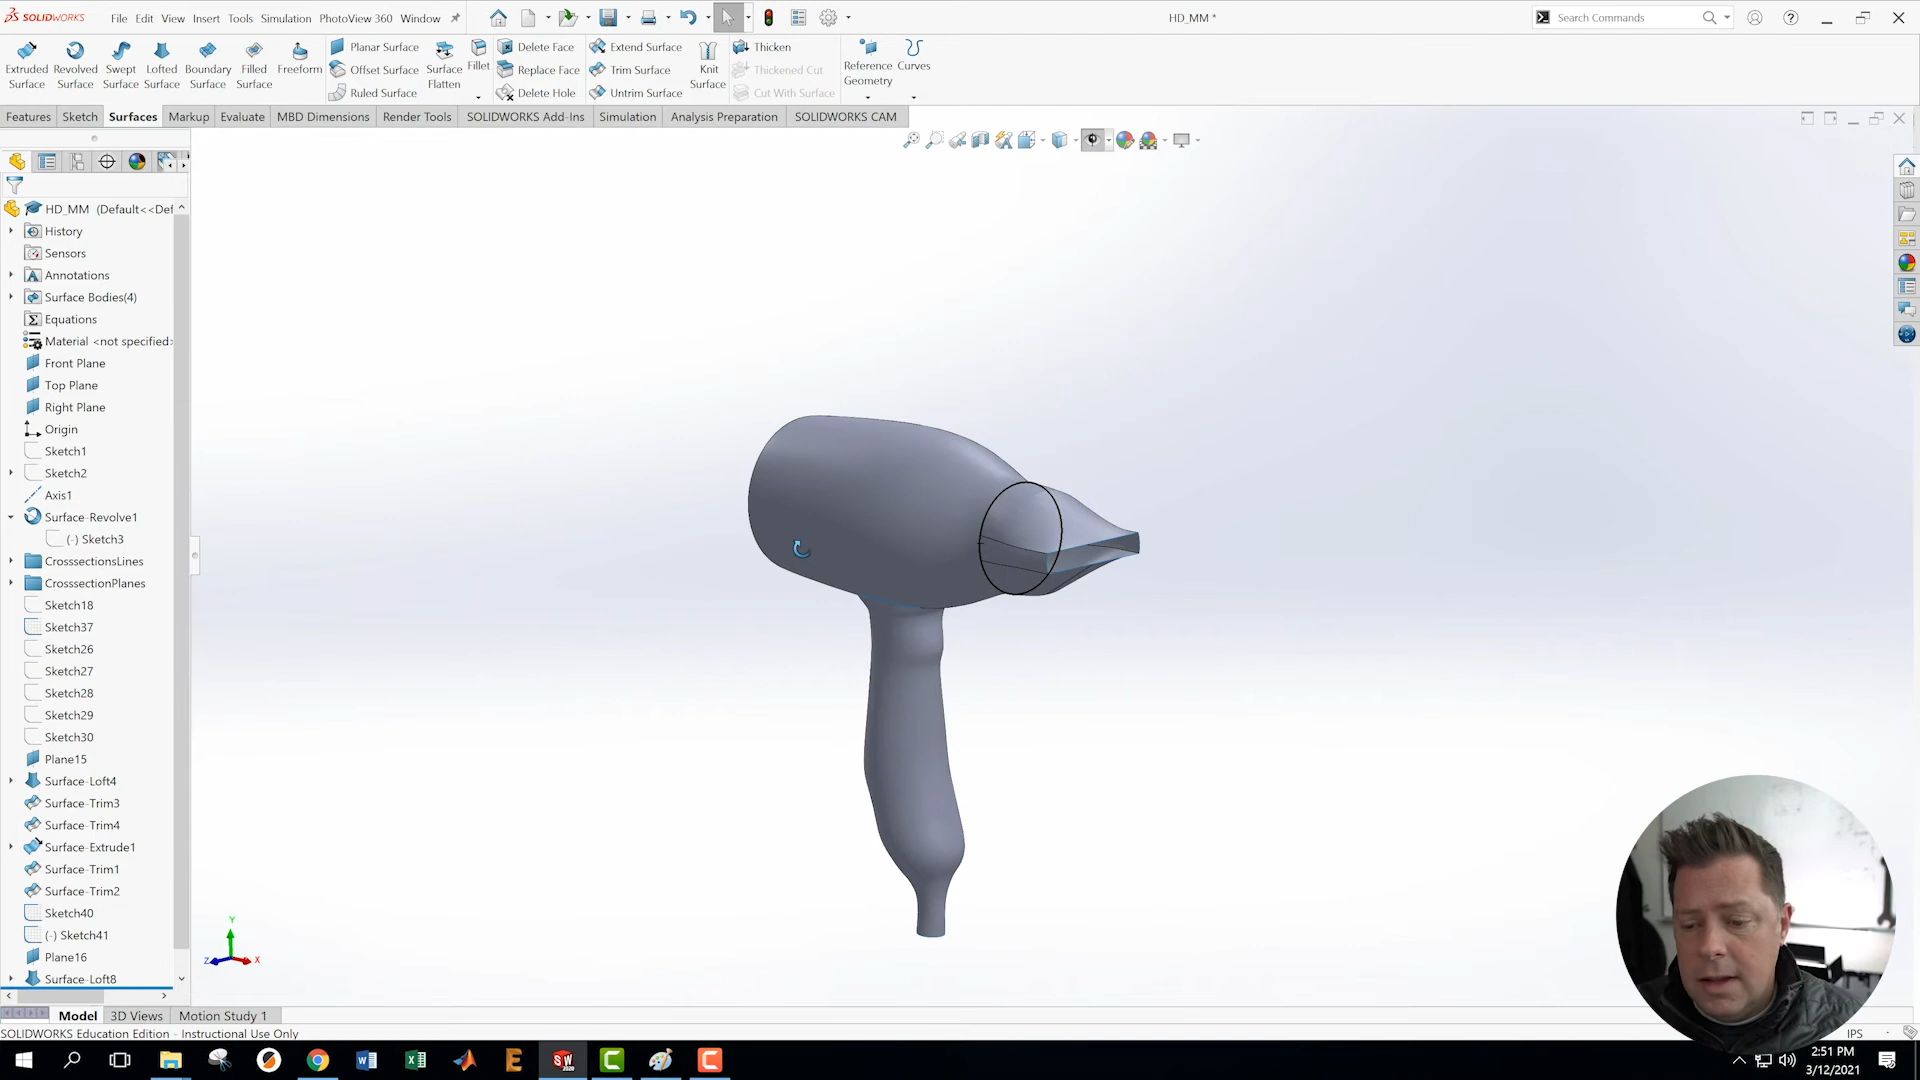 SOLIDWORKS
File Edit View Insert Tools Simulation PhotoView 360 Window
HD_MM *
Search Commands
Extruded Surface
Revolved Surface
Swept Surface
Lofted Surface
Boundary Surface
Filled Surface
Freeform
Planar Surface
Offset Surface
Ruled Surface
Surface Flatten
Fillet
Delete Face
Replace Face
Delete Hole
Extend Surface
Trim Surface
Untrim Surface
Knit Surface
Thicken
Thickened Cut
Cut With Surface
Reference Geometry
Curves
Features Sketch Surfaces Markup Evaluate MBD Dimensions Render Tools SOLIDWORKS Add-Ins Simulation Analysis Preparation SOLIDWORKS CAM
HD_MM (Default<<Def
History
Sensors
Annotations
Surface Bodies(4)
Equations
Material <not specified>
Front Plane
Top Plane
Right Plane
Origin
Sketch1
Sketch2
Axis1
Surface-Revolve1
(-) Sketch3
CrosssectionsLines
CrosssectionPlanes
Sketch18
Sketch37
Sketch26
Sketch27
Sketch28
Sketch29
Sketch30
Plane15
Surface-Loft4
Surface-Trim3
Surface-Trim4
Surface-Extrude1
Surface-Trim1
Surface-Trim2
Sketch40
(-) Sketch41
Plane16
Surface-Loft8
Y
Z
X
Model 3D Views Motion Study 1
SOLIDWORKS Education Edition - Instructional Use Only
IPS
2:51 PM
3/12/2021